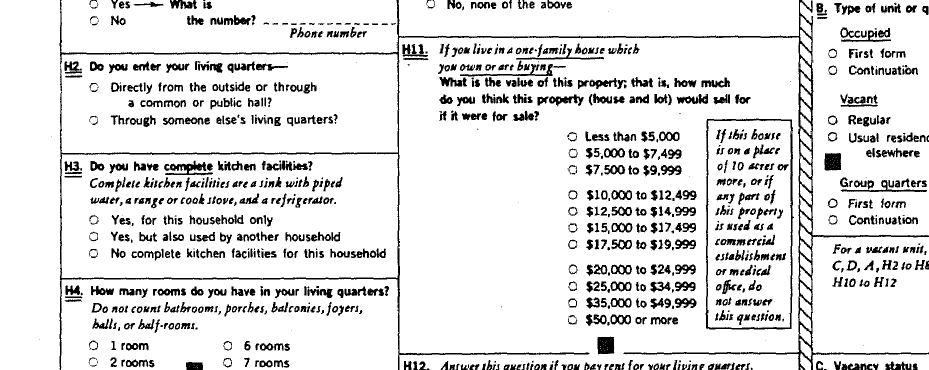 Yes — What is
No the number?
Phone number
H2. Do you enter your living quarters—
Directly from the outside or through
a common or public hall?
Through someone else's living quarters?
H3. Do you have complete kitchen facilities?
Complete kitchen facilities are a sink with piped
water, a range or cook stove, and a refrigerator.
Yes, for this household only
Yes, but also used by another household
No complete kitchen facilities for this household
H4. How many rooms do you have in your living quarters?
Do not count bathrooms, porches, balconies, foyers,
halls, or half-rooms.
1 room
2 rooms
6 rooms
7 rooms
No, none of the above
H11. If you live in a one-family house which
you own or are buying—
What is the value of this property; that is, how much
do you think this property (house and lot) would sell for
if it were for sale?
Less than $5,000
$5,000 to $7,499
$7,500 to $9,999
$10,000 to $12,499
$12,500 to $14,999
$15,000 to $17,499
$17,500 to $19,999
$20,000 to $24,999
$25,000 to $34,999
$35,000 to $49,999
$50,000 or more
If this house
is on a place
of 10 acres or
more, or if
any part of
this property
is used as a
commercial
establishment
or medical
office, do
not answer
this question.
H12. Answer this question if you pay rent for your living quarters.
B. Type of unit or q
Occupied
First form
Continuation
Vacant
Regular
Usual residenc
elsewhere
Group quarters
First form
Continuation
For a vacant unit,
C, D, A, H2 to H8
H10 to H12
C. Vacancy status